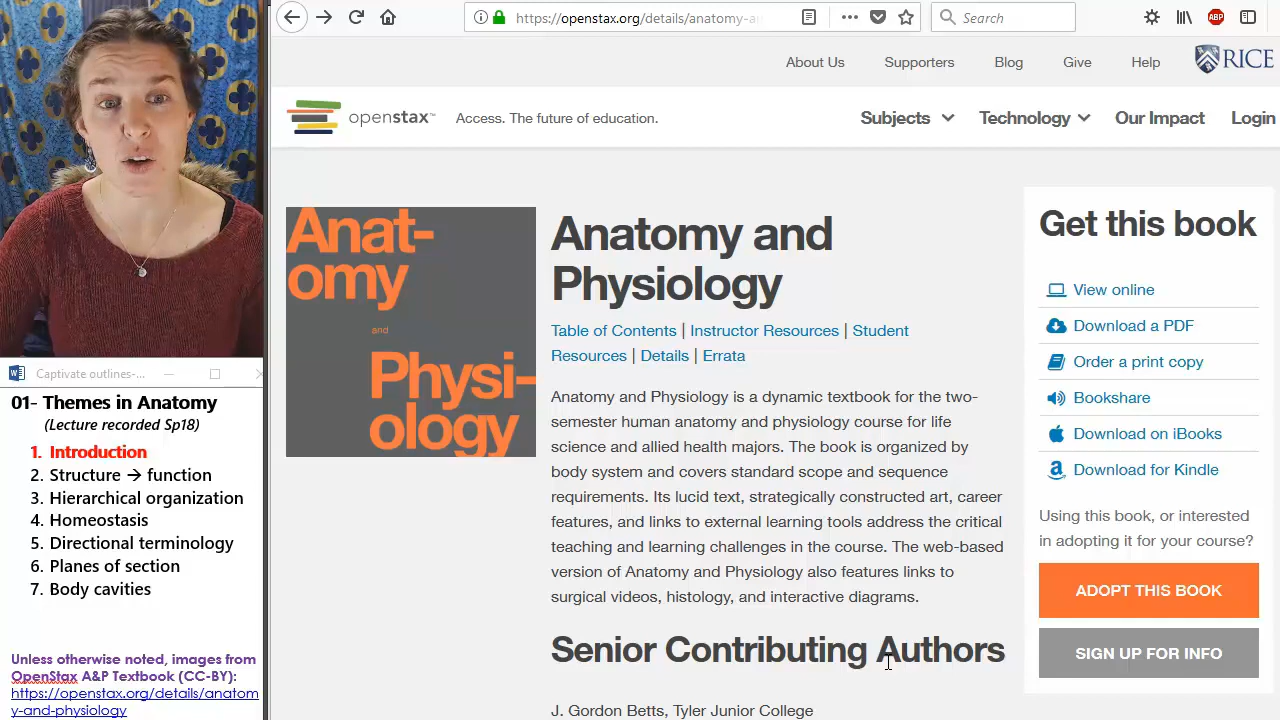 https://openstax.org/details/anatomy-a
Search
ABP
About Us
Supporters
Blog
Give
Help
RICE
openstax™
Access. The future of education.
Subjects
Technology
Our Impact
Login
Anat-
omy
and
Physi-
ology
Anatomy and
Physiology
Table of Contents | Instructor Resources | Student
Resources | Details | Errata
Anatomy and Physiology is a dynamic textbook for the two-
semester human anatomy and physiology course for life
science and allied health majors. The book is organized by
body system and covers standard scope and sequence
requirements. Its lucid text, strategically constructed art, career
features, and links to external learning tools address the critical
teaching and learning challenges in the course. The web-based
version of Anatomy and Physiology also features links to
surgical videos, histology, and interactive diagrams.
Senior Contributing Authors
J. Gordon Betts, Tyler Junior College
Get this book
View online
Download a PDF
Order a print copy
Bookshare
Download on iBooks
Download for Kindle
Using this book, or interested
in adopting it for your course?
ADOPT THIS BOOK
SIGN UP FOR INFO
Captivate outlines-...
01- Themes in Anatomy
(Lecture recorded Sp18)
1. Introduction
2. Structure → function
3. Hierarchical organization
4. Homeostasis
5. Directional terminology
6. Planes of section
7. Body cavities
Unless otherwise noted, images from
OpenStax A&P Textbook (CC-BY):
https://openstax.org/details/anatom
y-and-physiology